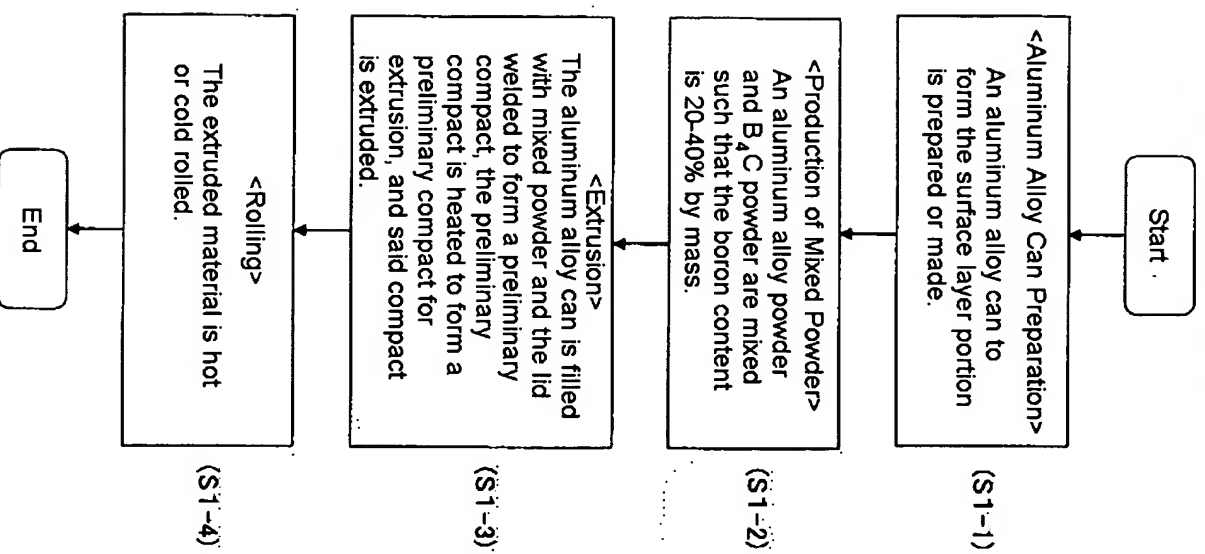 Start .
<Aluminum Alloy Can Preparation>
An aluminum alloy can to
form the surface layer portion
is prepared or made.
(S1-1)
<Production of Mixed Powder>
An aluminum alloy powder
and B₄C powder are mixed
such that the boron content
is 20-40% by mass.
(S1-2)
<Extrusion>
The aluminum alloy can is filled
with mixed powder and the lid
welded to form a preliminary
compact, the preliminary
compact is heated to form a
preliminary compact for
extrusion, and said compact
is extruded.
(S1-3)
<Rolling>
The extruded material is hot
or cold rolled.
(S1-4)
End